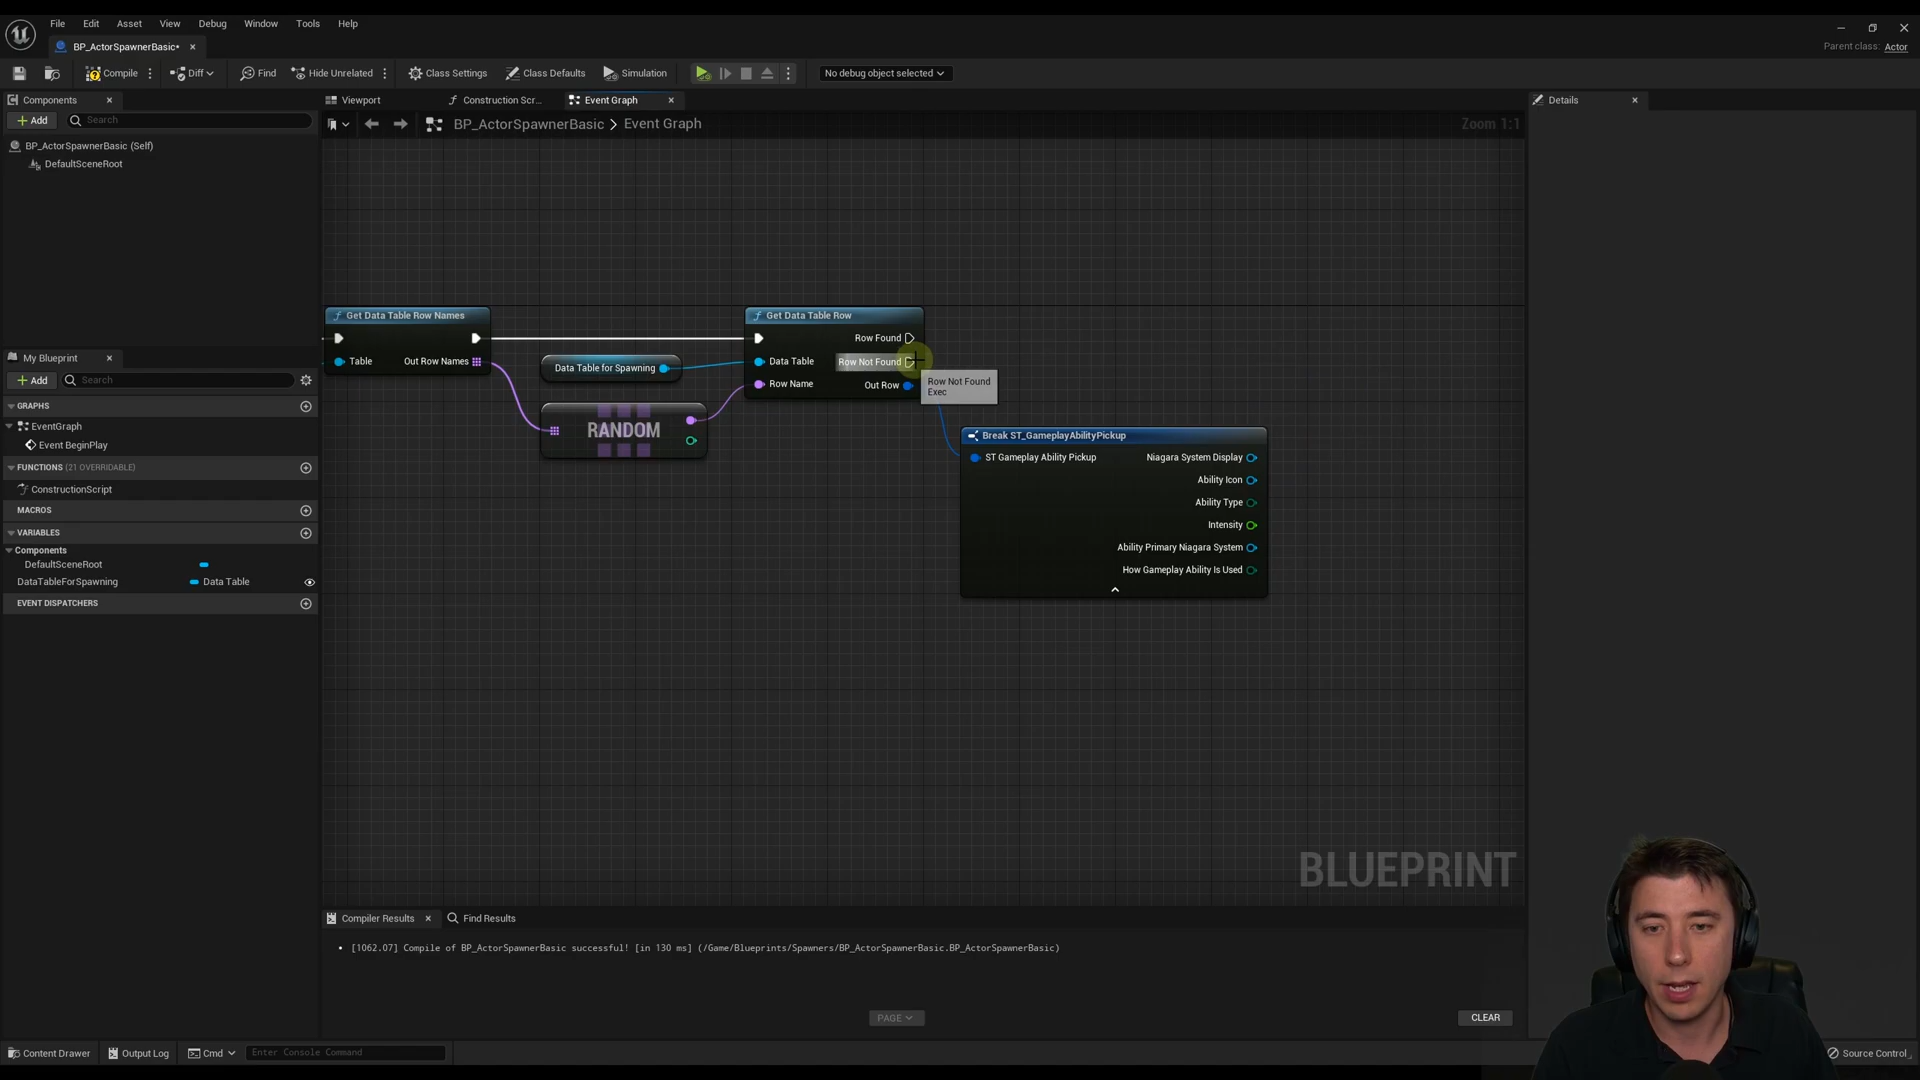 File Edit Asset View Debug Window Tools Help
BP_ActorSpawnerBasic*
Parent class: Actor
Compile Diff Find Hide Unrelated Class Settings Class Defaults Simulation No debug object selected
Components
Viewport Construction Scr... Event Graph
Details
Add Search
BP_ActorSpawnerBasic > Event Graph
Zoom 1:1
BP_ActorSpawnerBasic (Self)
DefaultSceneRoot
Get Data Table Row Names
Table Out Row Names
Data Table for Spawning
RANDOM
Get Data Table Row
Row Found
Data Table Row Not Found
Row Name Out Row
Row Not Found
Exec
Break ST_GameplayAbilityPickup
ST Gameplay Ability Pickup Niagara System Display
Ability Icon
Ability Type
Intensity
Ability Primary Niagara System
How Gameplay Ability Is Used
My Blueprint
Add Search
GRAPHS
EventGraph
Event BeginPlay
FUNCTIONS (21 OVERRIDABLE)
ConstructionScript
MACROS
VARIABLES
Components
DefaultSceneRoot
DataTableForSpawning Data Table
EVENT DISPATCHERS
BLUEPRINT
Compiler Results Find Results
[1062.07] Compile of BP_ActorSpawnerBasic successful! [in 130 ms] (/Game/Blueprints/Spawners/BP_ActorSpawnerBasic.BP_ActorSpawnerBasic)
PAGE CLEAR
Content Drawer Output Log Cmd Enter Console Command
Source Control